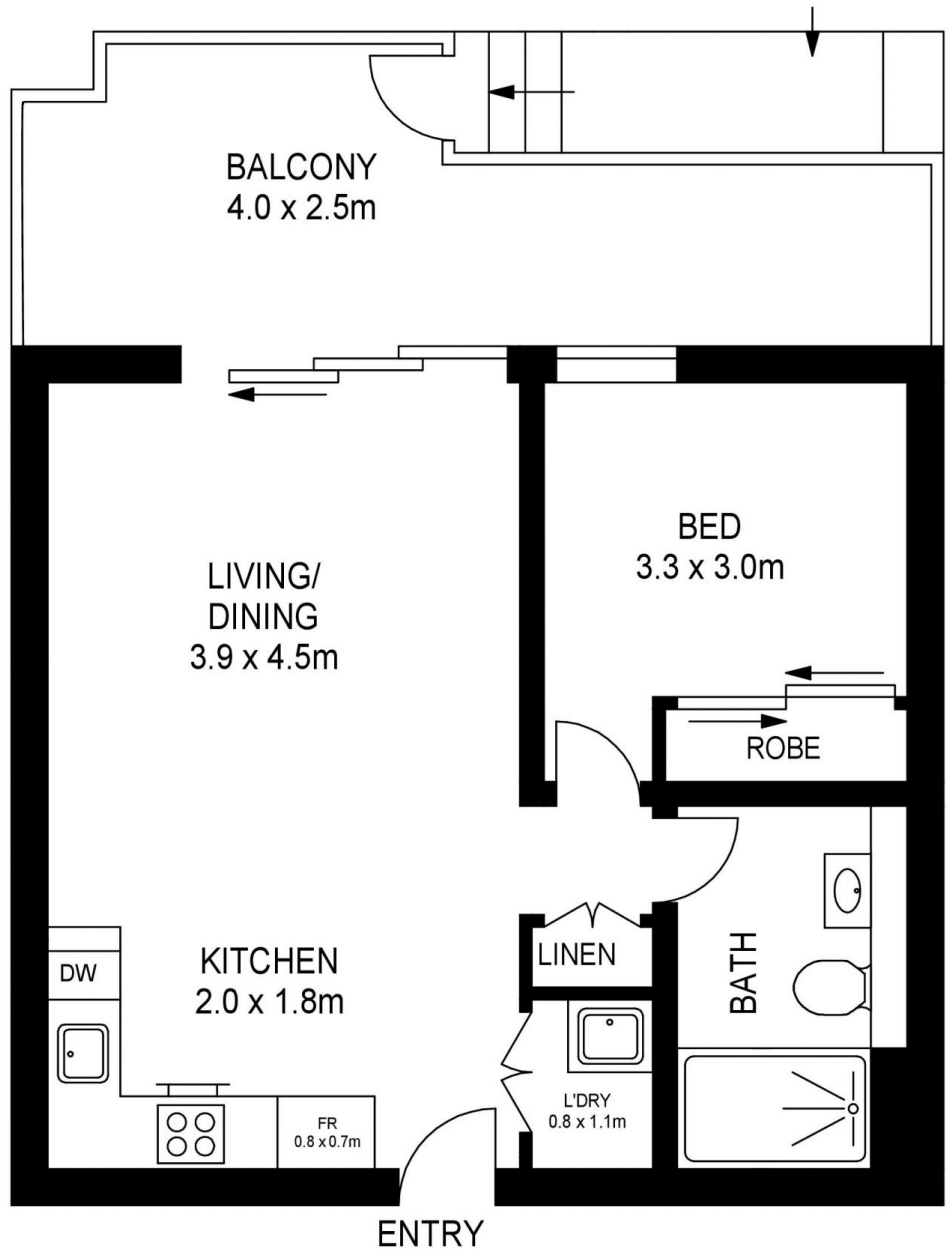 BALCONY
4.0 x 2.5m
BED
3.3 x 3.0m
LIVING/
DINING
3.9 x 4.5m
ROBE
KITCHEN
2.0 x 1.8m
DW
LINEN
BATH
L'DRY
0.8 x 1.1m
FR
0.8 x 0.7m
ENTRY